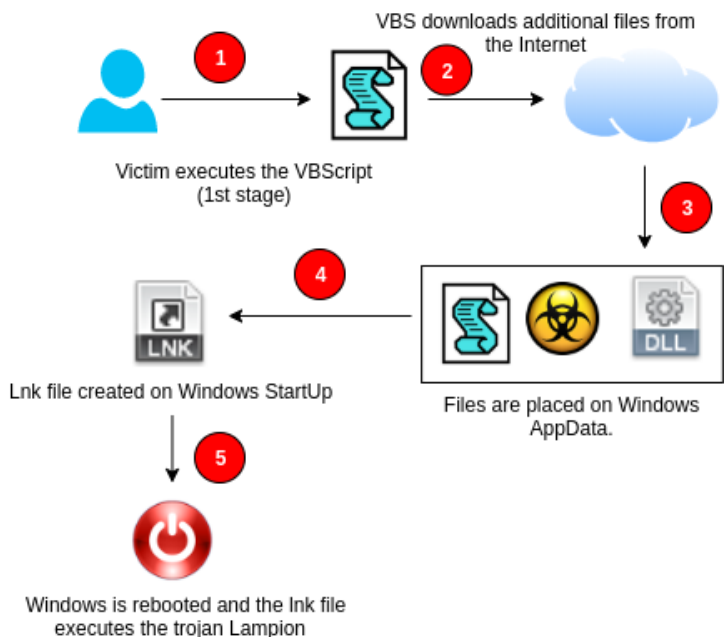 VBS downloads additional files from
the Internet
1
2
Victim executes the VBScript
(1st stage)
3
4
LNK
DLL
Lnk file created on Windows StartUp
Files are placed on Windows
AppData.
5
Windows is rebooted and the lnk file
executes the trojan Lampion